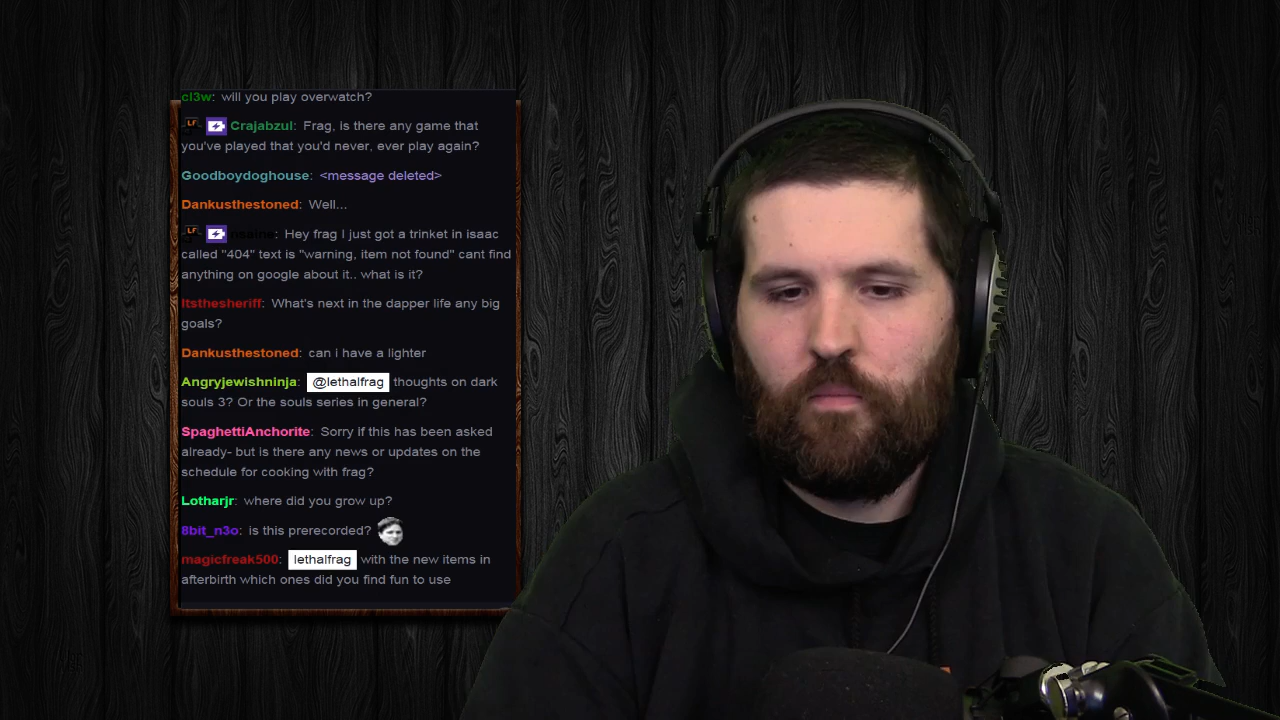 cl3w: will you play overwatch?
LF Crajabzul: Frag, is there any game that
you've played that you'd never, ever play again?
Goodboydoghouse: <message deleted>
Dankusthestoned: Well...
LF : Hey frag I just got a trinket in isaac
called "404" text is "warning, item not found" cant find
anything on google about it.. what is it?
Itsthesheriff: What's next in the dapper life any big
goals?
Dankusthestoned: can i have a lighter
Angryjewishninja: @lethalfrag thoughts on dark
souls 3? Or the souls series in general?
SpaghettiAnchorite: Sorry if this has been asked
already- but is there any news or updates on the
schedule for cooking with frag?
Lotharjr: where did you grow up?
8bit_n3o: is this prerecorded?
magicfreak500: lethalfrag with the new items in
afterbirth which ones did you find fun to use